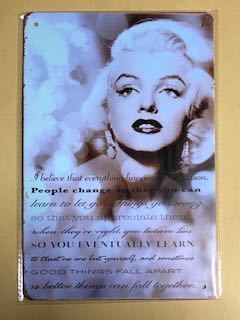 I believe that everything happens son.
People change so that you can
learn to let go. Things go wrong,
so that you appreciate them
when they're right, you believe lies
SO YOU EVENTUALLY LEARN
to trust no one but yourself, and sometimes
GOOD THINGS FALL APART
so better things can fall together.